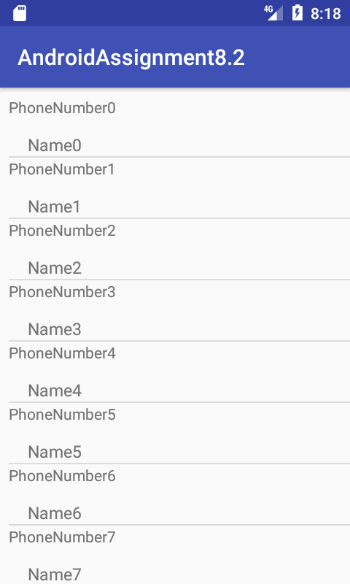 4G 8:18
AndroidAssignment8.2
PhoneNumber0
Name0
PhoneNumber1
Name1
PhoneNumber2
Name2
PhoneNumber3
Name3
PhoneNumber4
Name4
PhoneNumber5
Name5
PhoneNumber6
Name6
PhoneNumber7
Name7